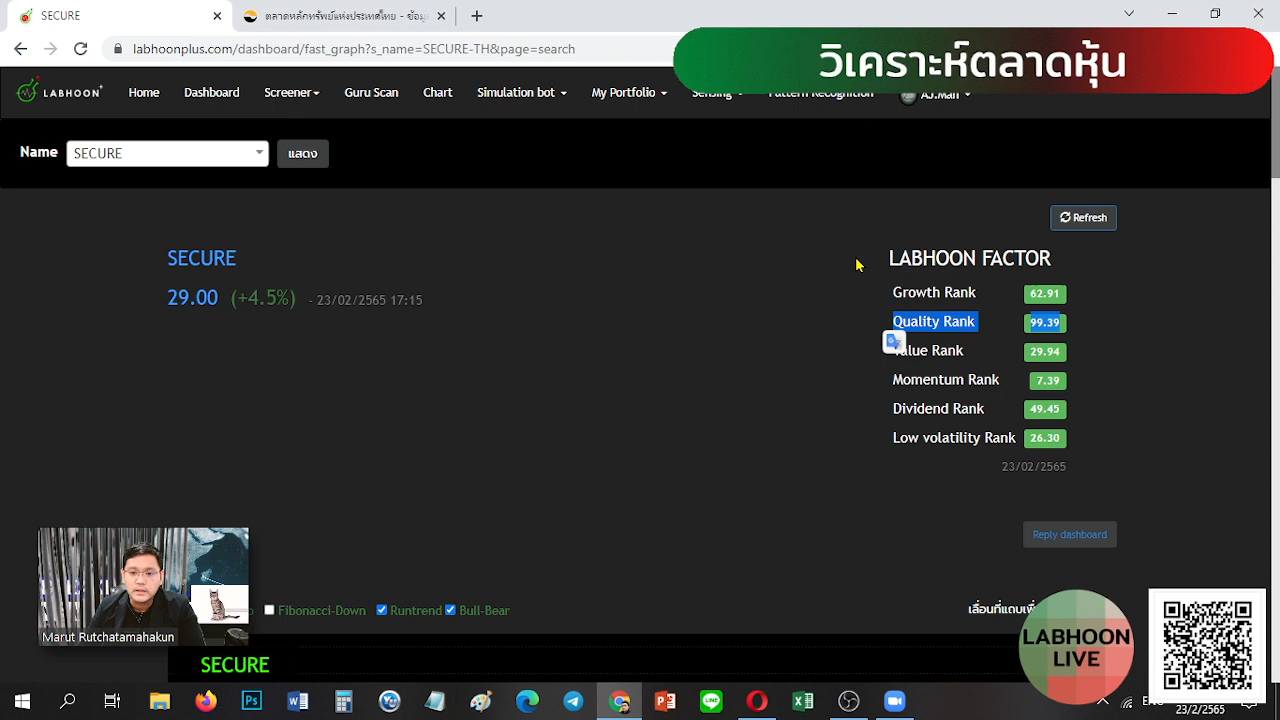 SECURE
ตลาดหลักทรัพย์แห่งประเทศไทย - ข้อมู
labhoonplus.com/dashboard/fast_graph?s_name=SECURE-TH&page=search
วิเคราะห์ตลาดหุ้น
LABHOON+ Home Dashboard Screener Guru Scan Chart Simulation bot My Portfolio Sensing Pattern Recognition AJ.Man
Name SECURE แสดง
Refresh
SECURE
29.00 (+4.5%) - 23/02/2565 17:15
LABHOON FACTOR
Growth Rank 62.91
Quality Rank 99.39
Value Rank 29.94
Momentum Rank 7.39
Dividend Rank 49.45
Low volatility Rank 26.30
23/02/2565
Reply dashboard
Fibonacci-Down Runtrend Bull-Bear
Marut Rutchatamahakun
SECURE
LABHOON
LIVE
23/2/2565